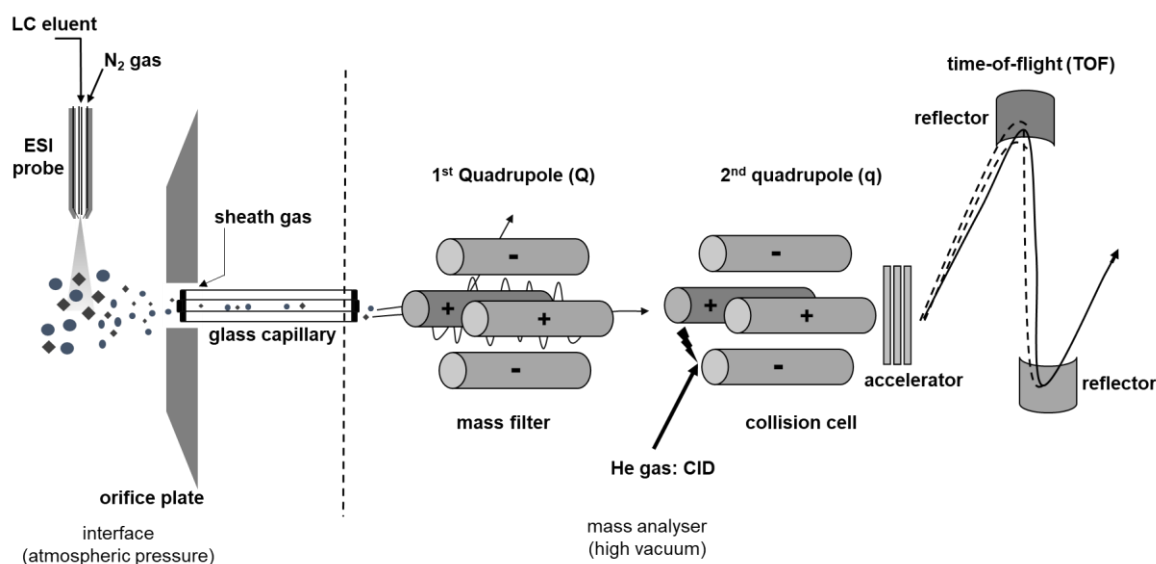 LC eluent
N₂ gas
ESI
probe
sheath gas
glass capillary
orifice plate
interface
(atmospheric pressure)
1st Quadrupole (Q)
-
+
+
-
mass filter
2nd quadrupole (q)
-
+
+
-
collision cell
He gas: CID
mass analyser
(high vacuum)
accelerator
time-of-flight (TOF)
reflector
reflector